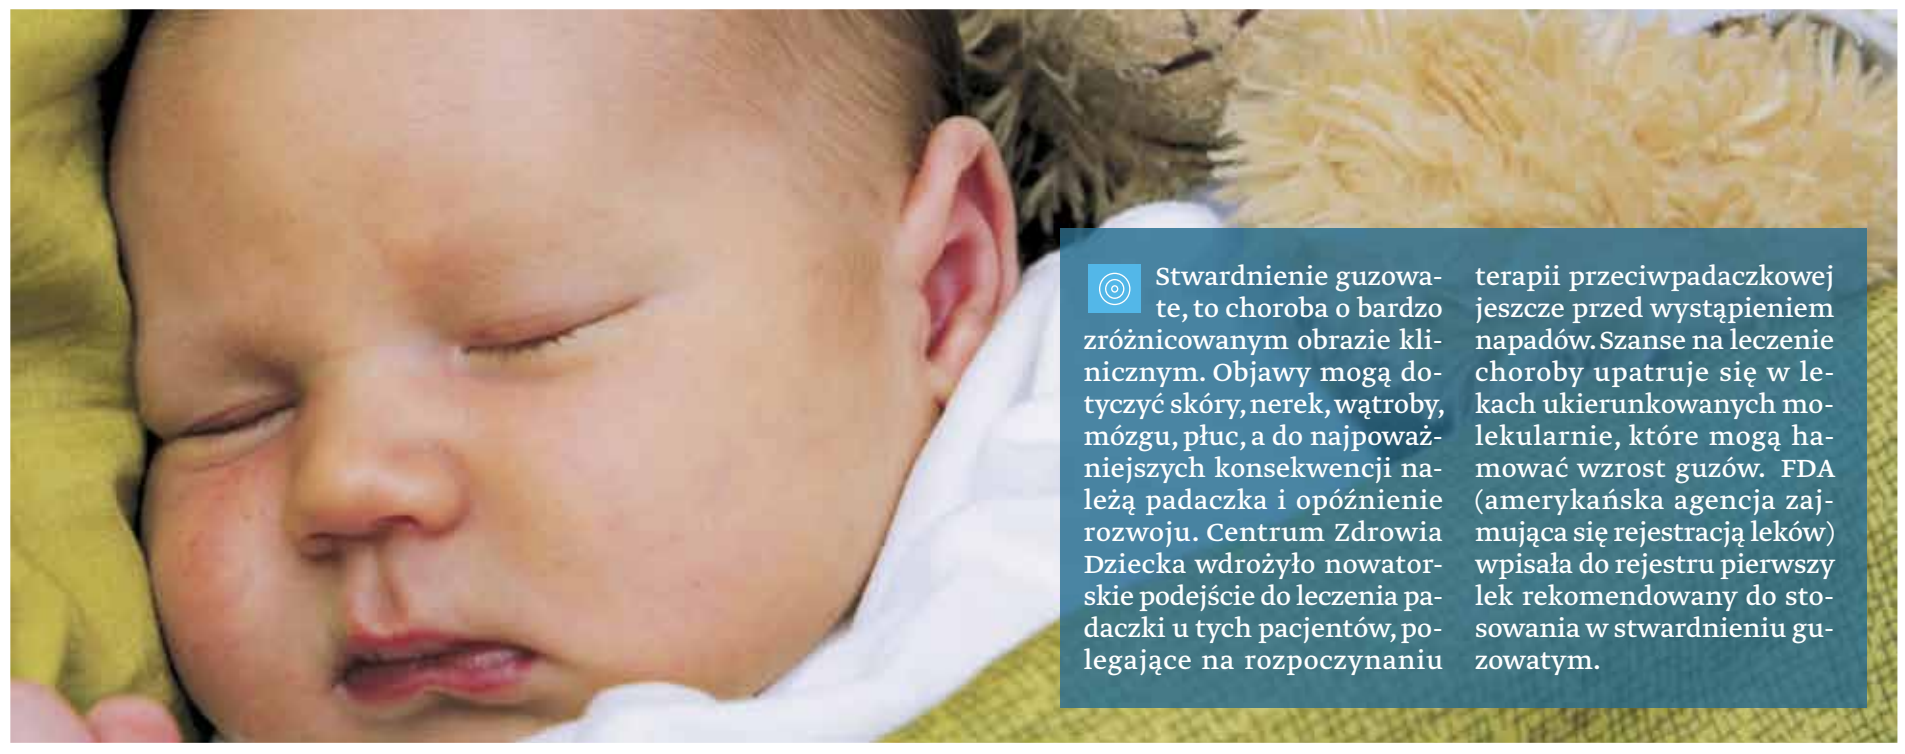 Stwardnienie guzowa-
te, to choroba o bardzo
zróżnicowanym obrazie kli-
nicznym. Objawy mogą do-
tyczyć skóry, nerek, wątroby,
mózgu, płuc, a do najpoważ-
niejszych konsekwencji na-
leżą padaczka i opóźnienie
rozwoju. Centrum Zdrowia
Dziecka wdrożyło nowator-
skie podejście do leczenia pa-
daczki u tych pacjentów, po-
legające na rozpoczynaniu
terapii przeciwpadaczkowej
jeszcze przed wystąpieniem
napadów. Szanse na leczenie
choroby upatruje się w le-
kach ukierunkowanych mo-
lekularnie, które mogą ha-
mować wzrost guzów. FDA
(amerykańska agencja zaj-
mująca się rejestracją leków)
wpisała do rejestru pierwszy
lek rekomendowany do sto-
sowania w stwardnieniu gu-
zowatym.